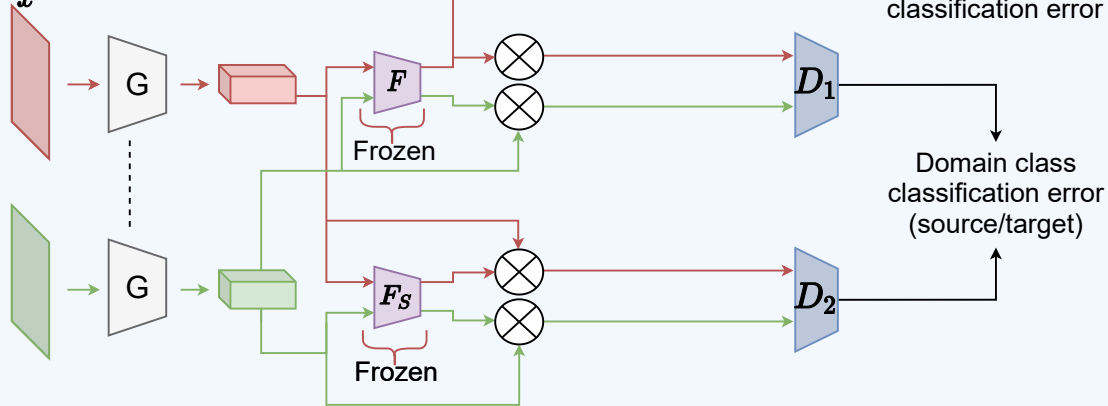 classification error
G
F
Frozen
D1
Domain class
classification error
(source/target)
G
FS
Frozen
D2